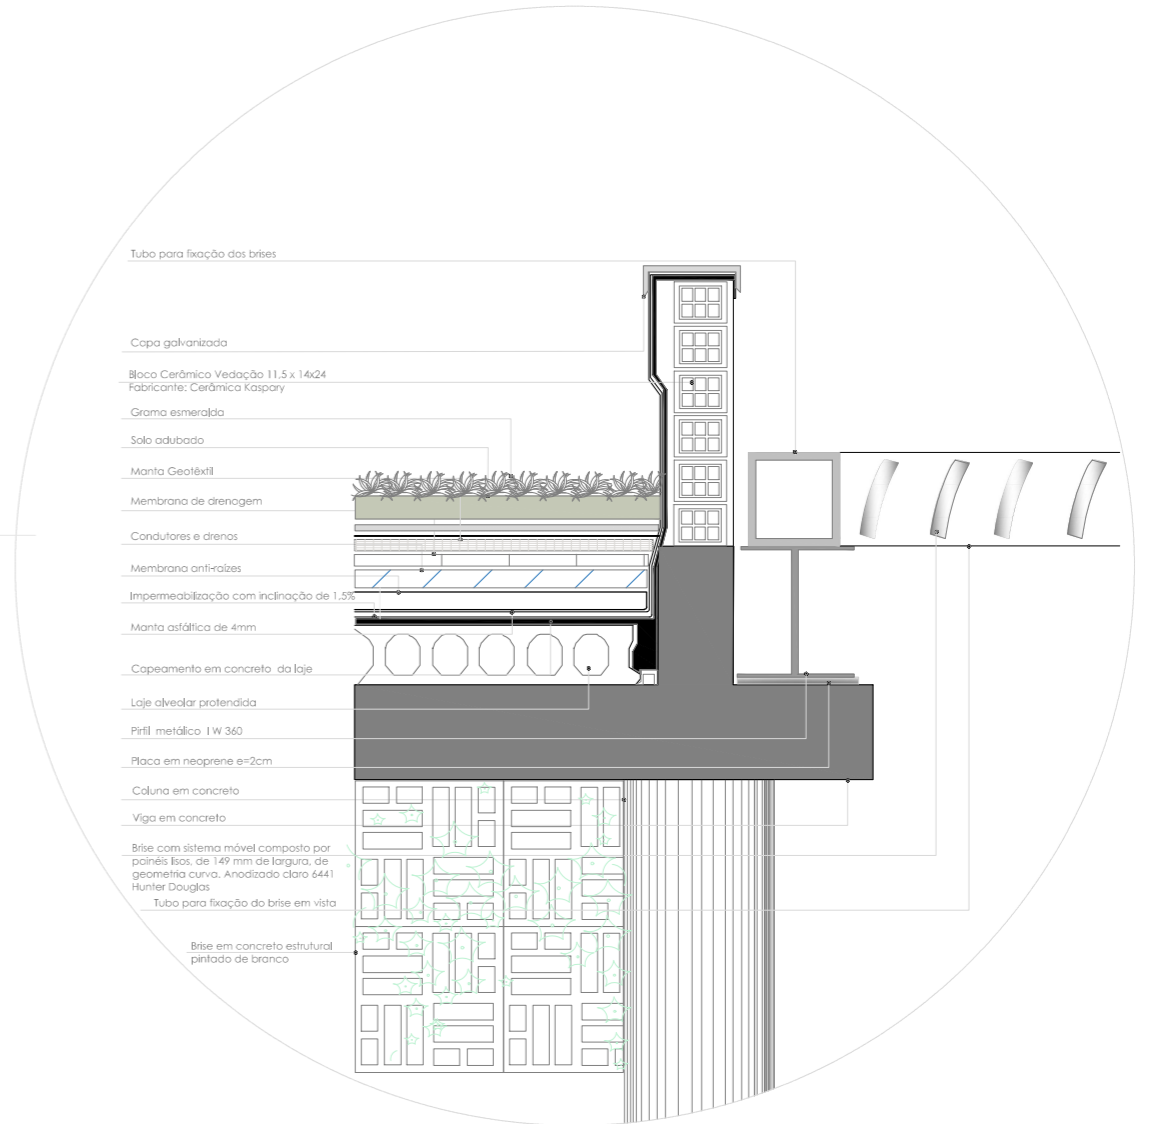 Tubo para fixação dos brises
Capa galvanizada
Bloco Cerâmico Vedação 11,5 x 14x24
Fabricante: Cerâmica Kaspary
Grama esmeralda
Solo adubado
Manta Geotêxtil
Membrana de drenagem
Condutores e drenos
Membrana anti-raízes
Impermeabilização com inclinação de 1,5%
Manta asfáltica de 4mm
Capeamento em concreto da laje
Laje alveolar protendida
Pirfil metálico I W 360
Placa em neoprene e=2cm
Coluna em concreto
Viga em concreto
Brise com sistema móvel composto por
painéis lisos, de 149 mm de largura, de
geometria curva. Anodizado claro 6441
Hunter Douglas
Tubo para fixação do brise em vista
Brise em concreto estrutural
pintado de branco